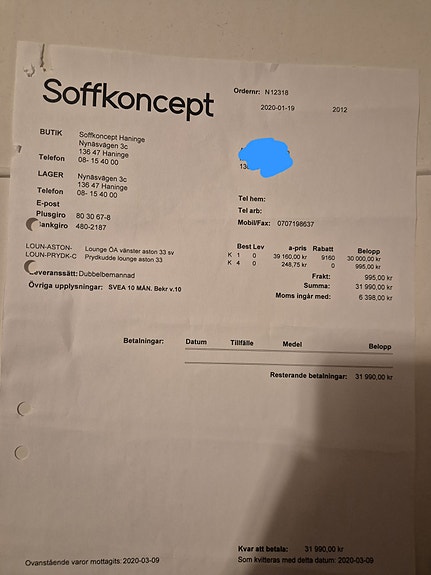 Soffkoncept
Ordernr: N12318
2020-01-19 2012
BUTIK Soffkoncept Haninge
Nynäsvägen 3c
136 47 Haninge
Telefon 08- 15 40 00
LAGER Nynäsvägen 3c
136 47 Haninge
Telefon 08- 15 40 00
E-post
Plusgiro 80 30 67-8
ankgiro 480-2187
13
Tel hem:
Tel arb:
Mobil/Fax: 0707198637
Best Lev a-pris Rabatt Belopp
LOUN-ASTON- Lounge ÖA vänster aston 33 sv K 1 0 39 160,00 kr 9160 30 000,00 kr
LOUN-PRYDK-C Prydkudde lounge aston 33 K 4 0 248,75 kr 0 995,00 kr
Frakt: 995,00 kr
everanssätt: Dubbelbemannad Summa: 31 990,00 kr
Övriga upplysningar: SVEA 10 MÅN. Bekr v.10 Moms ingår med: 6 398,00 kr
Betalningar: Datum Tillfälle Medel Belopp
Resterande betalningar: 31 990,00 kr
Kvar att betala: 31 990,00 kr
Ovanstående varor mottagits: 2020-03-09 Som kvitteras med detta datum: 2020-03-09